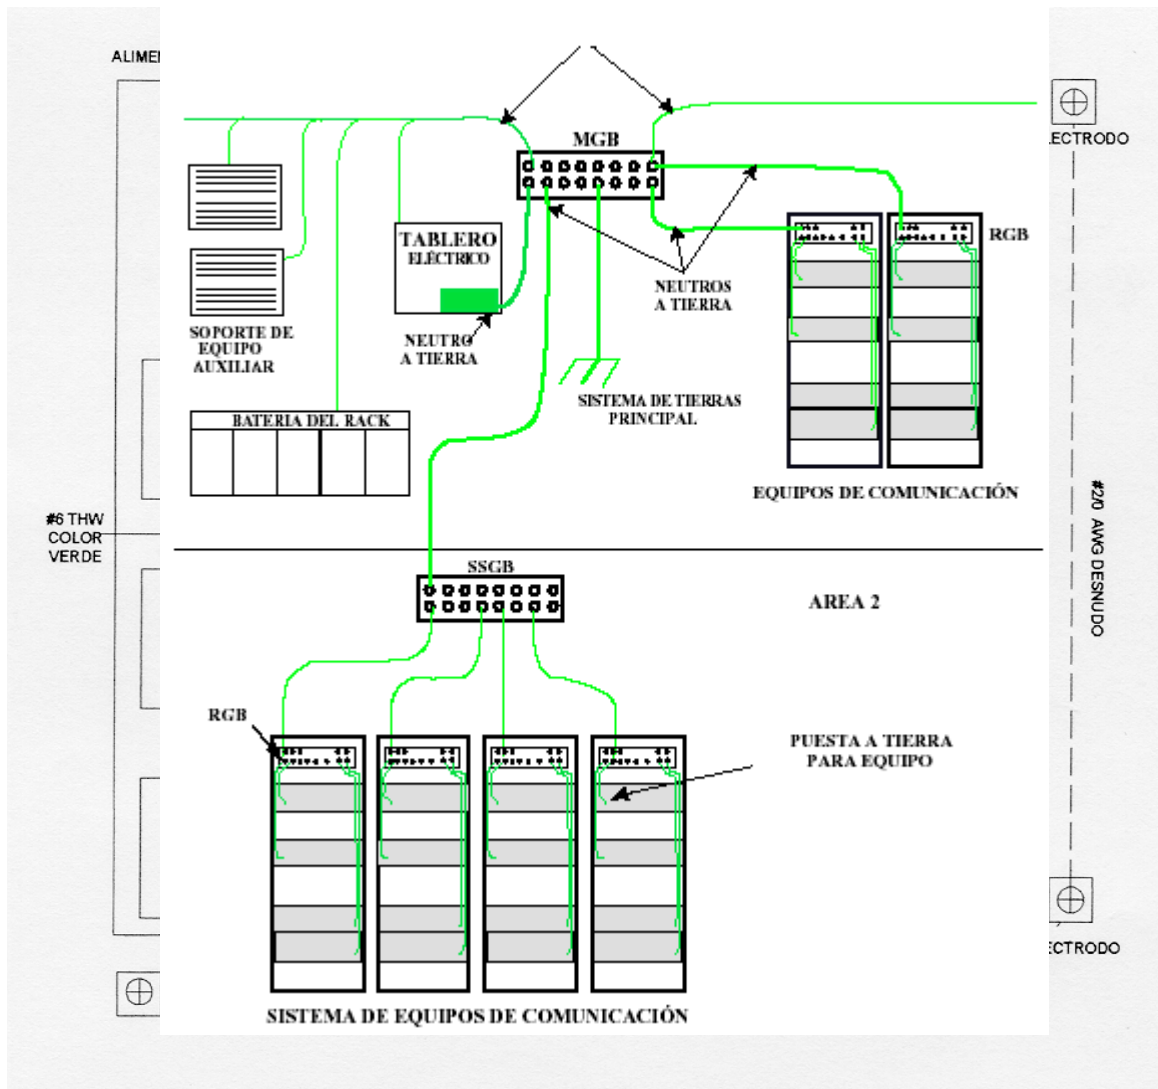 ALIME
MGB
ECTRODO
TABLERO
ELÉCTRICO
RGB
NEUTROS
A TIERRA
SOPORTE DE
EQUIPO
AUXILIAR
NEUTRO
A TIERRA
SISTEMA DE TIERRAS
PRINCIPAL
BATERIA DEL RACK
EQUIPOS DE COMUNICACIÓN
#6 THW
COLOR
VERDE
#2/0 AWG DESNUDO
SSGB
AREA 2
RGB
PUESTA A TIERRA
PARA EQUIPO
CTRODO
SISTEMA DE EQUIPOS DE COMUNICACIÓN